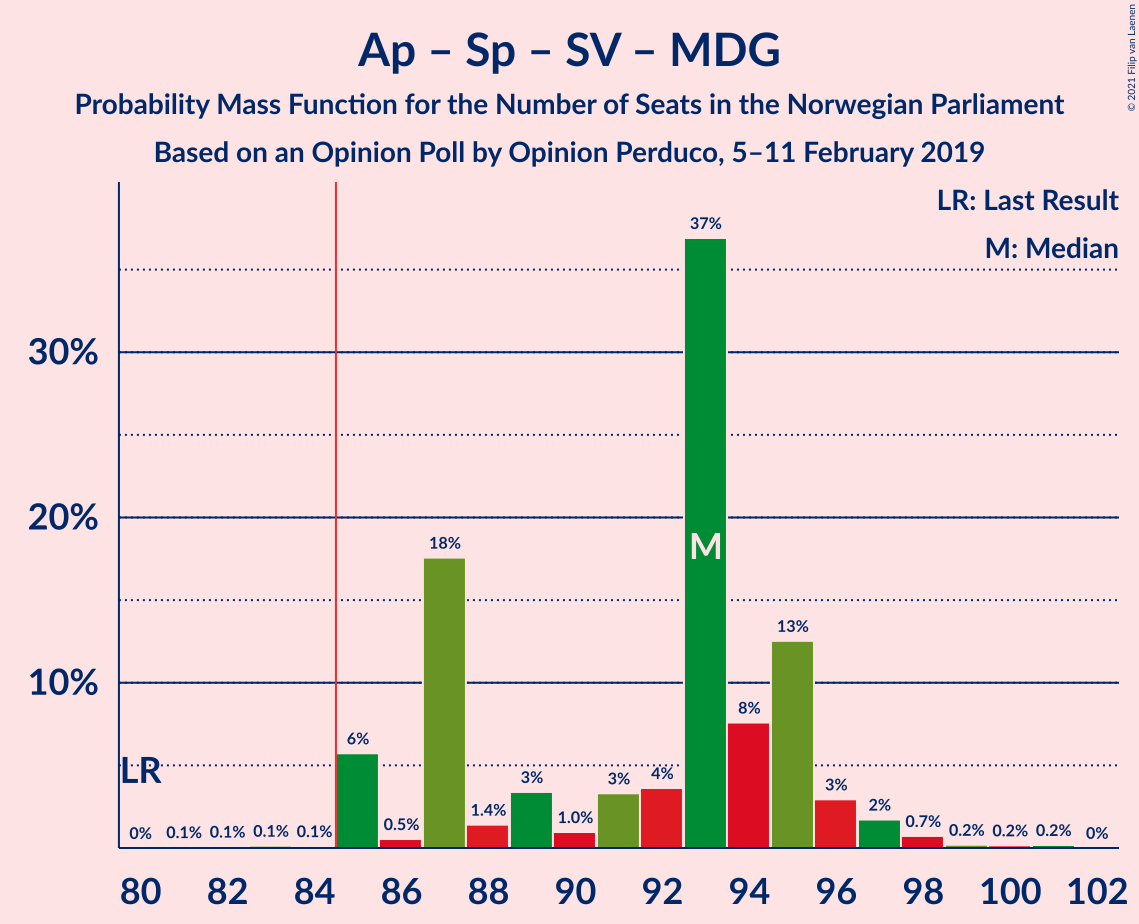 Ap – Sp – SV – MDG
Probability Mass Function for the Number of Seats in the Norwegian Parliament
Based on an Opinion Poll by Opinion Perduco, 5–11 February 2019
© 2021 Filip van Laenen
LR: Last Result
M: Median
30%
20%
10%
LR
0%
0.1%
0.1%
0.1%
0.1%
6%
0.5%
18%
1.4%
3%
1.0%
3%
4%
37%
M
8%
13%
3%
2%
0.7%
0.2%
0.2%
0.2%
0%
80 82 84 86 88 90 92 94 96 98 100 102